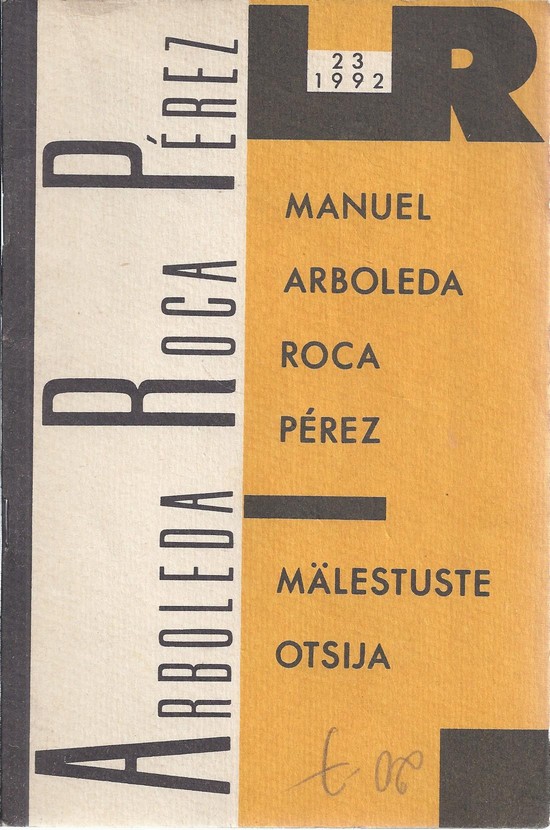 LR
23
1992
ARBOLEDA ROCA PÉREZ
MANUEL
ARBOLEDA
ROCA
PÉREZ
MÄLESTUSTE
OTSIJA